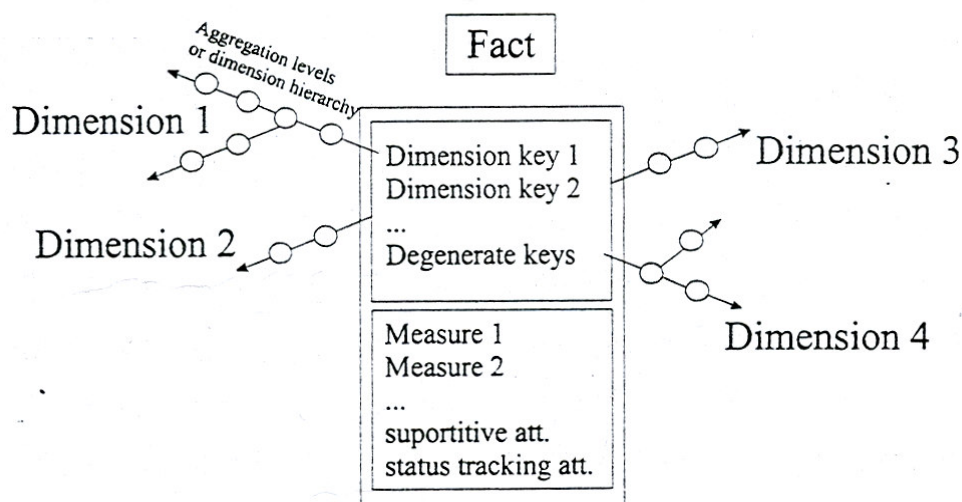 Fact
Aggregation levels
or dimension hierarchy
Dimension 1
Dimension 2
Dimension key 1
Dimension key 2
...
Degenerate keys
Measure 1
Measure 2
...
suportitive att.
status tracking att.
Dimension 3
Dimension 4